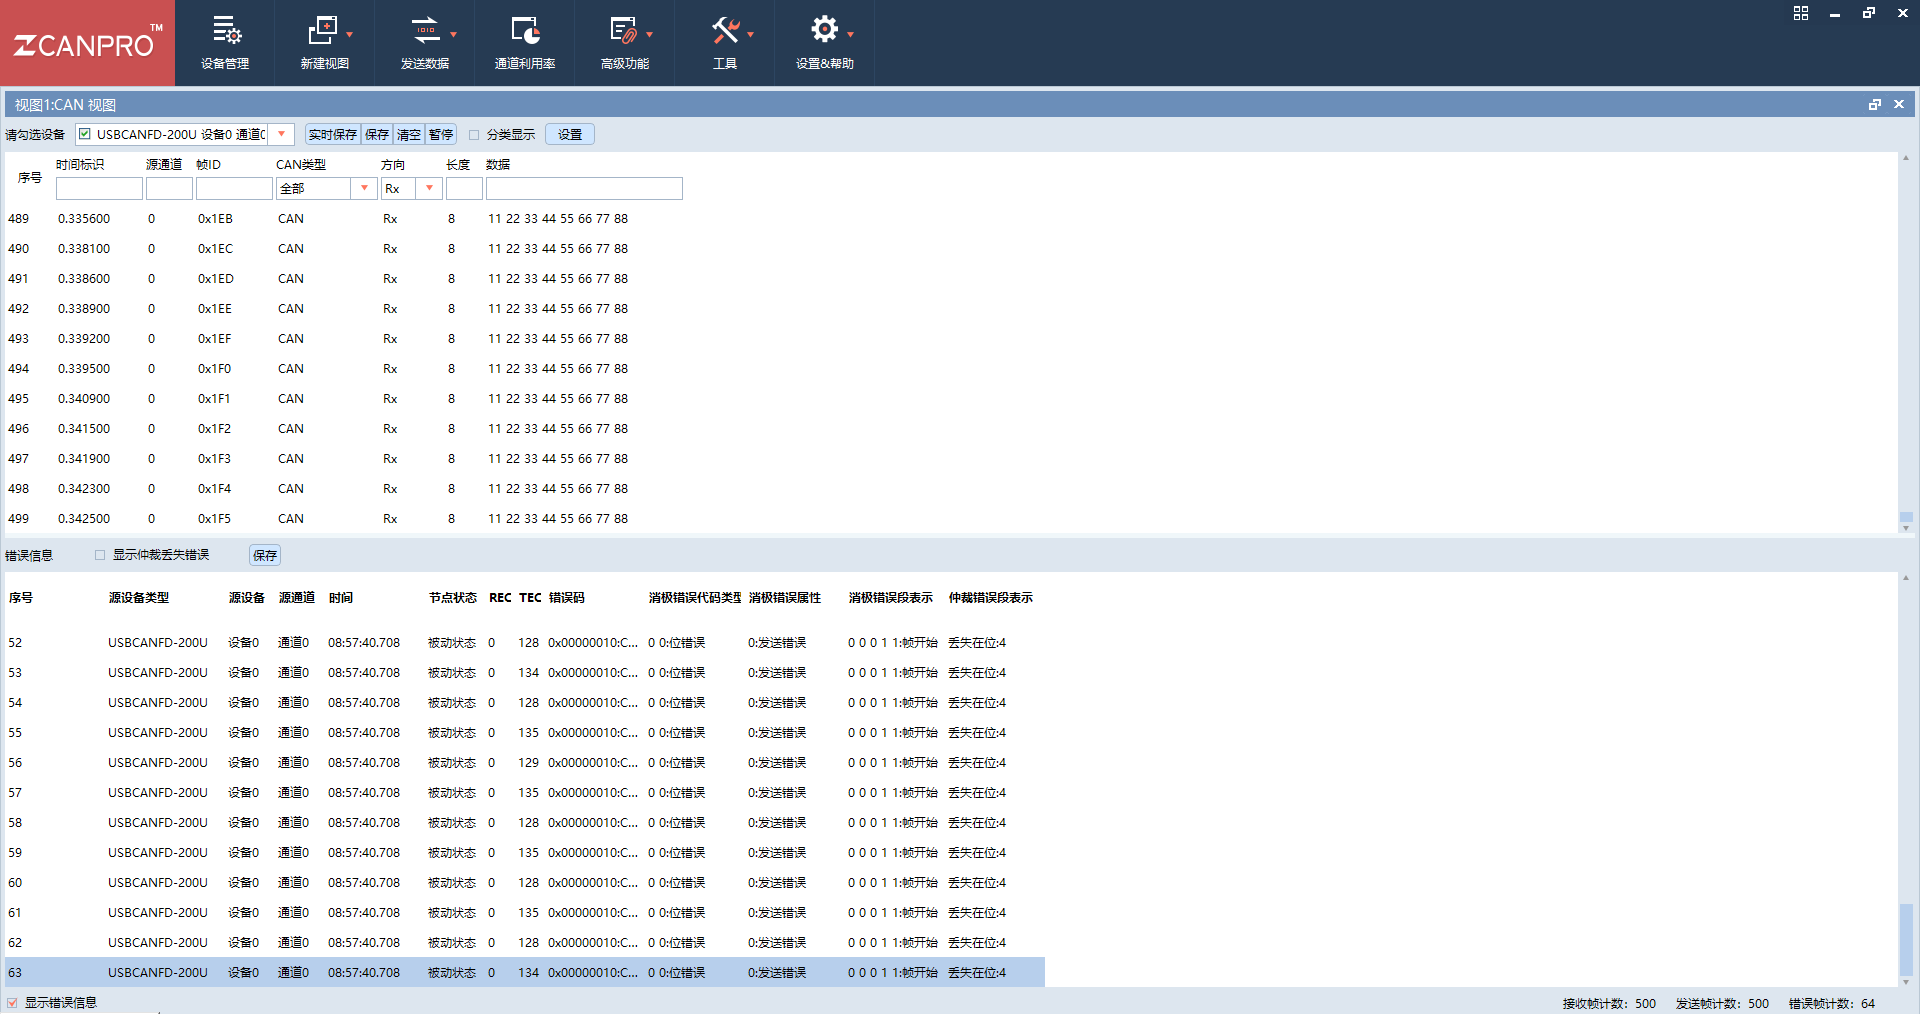 ZCANPRO™
设备管理 新建视图 发送数据 通道利用率 高级功能 工具 设置&帮助
视图1:CAN 视图
请勾选设备 USBCANFD-200U 设备0 通道0 实时保存 保存 清空 暂停 分类显示 设置
序号 时间标识 源通道 帧ID CAN类型 方向 长度 数据
全部 Rx
489 0.335600 0 0x1EB CAN Rx 8 11 22 33 44 55 66 77 88
490 0.338100 0 0x1EC CAN Rx 8 11 22 33 44 55 66 77 88
491 0.338600 0 0x1ED CAN Rx 8 11 22 33 44 55 66 77 88
492 0.338900 0 0x1EE CAN Rx 8 11 22 33 44 55 66 77 88
493 0.339200 0 0x1EF CAN Rx 8 11 22 33 44 55 66 77 88
494 0.339500 0 0x1F0 CAN Rx 8 11 22 33 44 55 66 77 88
495 0.340900 0 0x1F1 CAN Rx 8 11 22 33 44 55 66 77 88
496 0.341500 0 0x1F2 CAN Rx 8 11 22 33 44 55 66 77 88
497 0.341900 0 0x1F3 CAN Rx 8 11 22 33 44 55 66 77 88
498 0.342300 0 0x1F4 CAN Rx 8 11 22 33 44 55 66 77 88
499 0.342500 0 0x1F5 CAN Rx 8 11 22 33 44 55 66 77 88
错误信息 显示仲裁丢失错误 保存
序号 源设备类型 源设备 源通道 时间 节点状态 REC TEC 错误码 消极错误代码类型 消极错误属性 消极错误段表示 仲裁错误段表示
52 USBCANFD-200U 设备0 通道0 08:57:40.708 被动状态 0 128 0x00000010:C... 0 0:位错误 0:发送错误 0 0 0 1 1:帧开始 丢失在位:4
53 USBCANFD-200U 设备0 通道0 08:57:40.708 被动状态 0 134 0x00000010:C... 0 0:位错误 0:发送错误 0 0 0 1 1:帧开始 丢失在位:4
54 USBCANFD-200U 设备0 通道0 08:57:40.708 被动状态 0 128 0x00000010:C... 0 0:位错误 0:发送错误 0 0 0 1 1:帧开始 丢失在位:4
55 USBCANFD-200U 设备0 通道0 08:57:40.708 被动状态 0 135 0x00000010:C... 0 0:位错误 0:发送错误 0 0 0 1 1:帧开始 丢失在位:4
56 USBCANFD-200U 设备0 通道0 08:57:40.708 被动状态 0 129 0x00000010:C... 0 0:位错误 0:发送错误 0 0 0 1 1:帧开始 丢失在位:4
57 USBCANFD-200U 设备0 通道0 08:57:40.708 被动状态 0 135 0x00000010:C... 0 0:位错误 0:发送错误 0 0 0 1 1:帧开始 丢失在位:4
58 USBCANFD-200U 设备0 通道0 08:57:40.708 被动状态 0 128 0x00000010:C... 0 0:位错误 0:发送错误 0 0 0 1 1:帧开始 丢失在位:4
59 USBCANFD-200U 设备0 通道0 08:57:40.708 被动状态 0 135 0x00000010:C... 0 0:位错误 0:发送错误 0 0 0 1 1:帧开始 丢失在位:4
60 USBCANFD-200U 设备0 通道0 08:57:40.708 被动状态 0 128 0x00000010:C... 0 0:位错误 0:发送错误 0 0 0 1 1:帧开始 丢失在位:4
61 USBCANFD-200U 设备0 通道0 08:57:40.708 被动状态 0 135 0x00000010:C... 0 0:位错误 0:发送错误 0 0 0 1 1:帧开始 丢失在位:4
62 USBCANFD-200U 设备0 通道0 08:57:40.708 被动状态 0 128 0x00000010:C... 0 0:位错误 0:发送错误 0 0 0 1 1:帧开始 丢失在位:4
63 USBCANFD-200U 设备0 通道0 08:57:40.708 被动状态 0 134 0x00000010:C... 0 0:位错误 0:发送错误 0 0 0 1 1:帧开始 丢失在位:4
显示错误信息 接收帧计数: 500 发送帧计数: 500 错误帧计数: 64